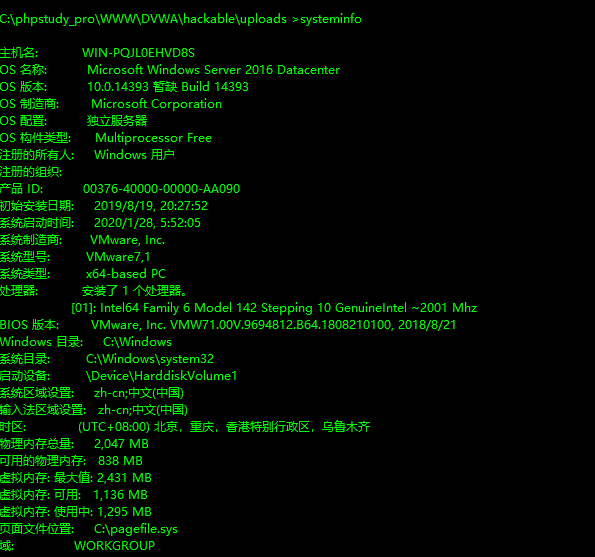 C:\phpstudy_pro\WWW\DVWA\hackable\uploads >systeminfo
主机名: WIN-PQJL0EHVD8S
OS 名称: Microsoft Windows Server 2016 Datacenter
OS 版本: 10.0.14393 暂缺 Build 14393
OS 制造商: Microsoft Corporation
OS 配置: 独立服务器
OS 构件类型: Multiprocessor Free
注册的所有人: Windows 用户
注册的组织:
产品 ID: 00376-40000-00000-AA090
初始安装日期: 2019/8/19, 20:27:52
系统启动时间: 2020/1/28, 5:52:05
系统制造商: VMware, Inc.
系统型号: VMware7,1
系统类型: x64-based PC
处理器: 安装了 1 个处理器。
[01]: Intel64 Family 6 Model 142 Stepping 10 GenuineIntel ~2001 Mhz
BIOS 版本: VMware, Inc. VMW71.00V.9694812.B64.1808210100, 2018/8/21
Windows 目录: C:\Windows
系统目录: C:\Windows\system32
启动设备: \Device\HarddiskVolume1
系统区域设置: zh-cn;中文(中国)
输入法区域设置: zh-cn;中文(中国)
时区: (UTC+08:00) 北京，重庆，香港特别行政区，乌鲁木齐
物理内存总量: 2,047 MB
可用的物理内存: 838 MB
虚拟内存: 最大值: 2,431 MB
虚拟内存: 可用: 1,136 MB
虚拟内存: 使用中: 1,295 MB
页面文件位置: C:\pagefile.sys
域: WORKGROUP